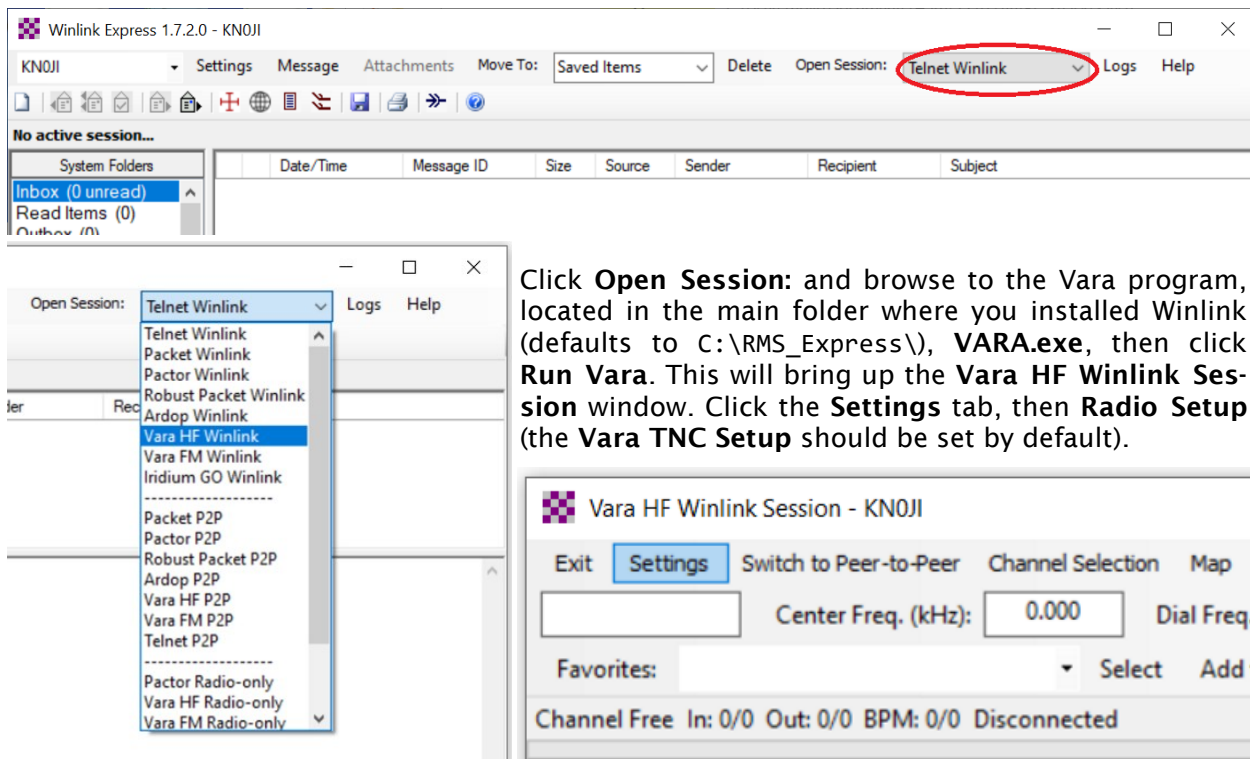 Winlink Express 1.7.2.0 - KN0JI
KN0JI Settings Message Attachments Move To: Saved Items Delete Open Session: Telnet Winlink Logs Help
No active session...
System Folders Date/Time Message ID Size Source Sender Recipient Subject
Inbox (0 unread)
Read Items (0)
Outbox (0)
Open Session: Telnet Winlink Logs Help
Telnet Winlink
Packet Winlink
Pactor Winlink
Robust Packet Winlink
der Rec
Ardop Winlink
Vara HF Winlink
Vara FM Winlink
Iridium GO Winlink
-------------------
Packet P2P
Pactor P2P
Robust Packet P2P
Ardop P2P
Vara HF P2P
Vara FM P2P
Telnet P2P
-------------------
Pactor Radio-only
Vara HF Radio-only
Vara FM Radio-only
Click Open Session: and browse to the Vara program,
located in the main folder where you installed Winlink
(defaults to C:\RMS_Express\), VARA.exe, then click
Run Vara. This will bring up the Vara HF Winlink Ses-
sion window. Click the Settings tab, then Radio Setup
(the Vara TNC Setup should be set by default).
Vara HF Winlink Session - KN0JI
Exit Settings Switch to Peer-to-Peer Channel Selection Map
Center Freq. (kHz): 0.000 Dial Freq.
Favorites: Select Add
Channel Free In: 0/0 Out: 0/0 BPM: 0/0 Disconnected